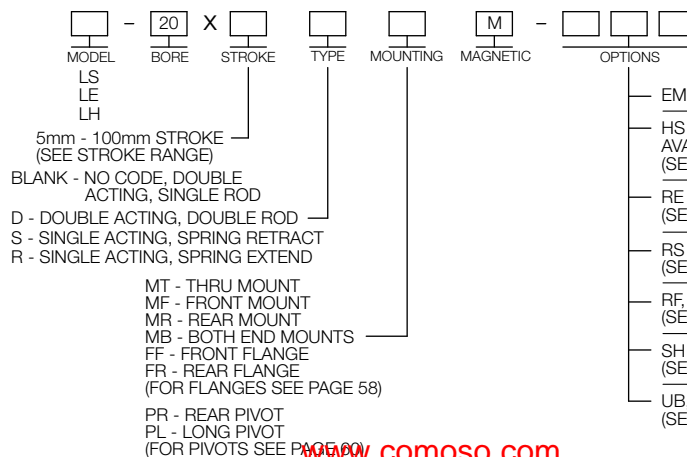 - 20 X M -
MODEL BORE STROKE TYPE MOUNTING MAGNETIC OPTIONS
LS
LE
LH
5mm - 100mm STROKE
(SEE STROKE RANGE)
BLANK - NO CODE, DOUBLE
ACTING, SINGLE ROD
D - DOUBLE ACTING, DOUBLE ROD
S - SINGLE ACTING, SPRING RETRACT
R - SINGLE ACTING, SPRING EXTEND
MT - THRU MOUNT
MF - FRONT MOUNT
MR - REAR MOUNT
MB - BOTH END MOUNTS
FF - FRONT FLANGE
FR - REAR FLANGE
(FOR FLANGES SEE PAGE 58)
PR - REAR PIVOT
PL - LONG PIVOT
(FOR PIVOTS SEE PAGE 60)
www.comoso.com
EM
HS
AVA
(SE
RE
(SE
RS
(SE
RF,
(SE
SH
(SE
UB
(SE